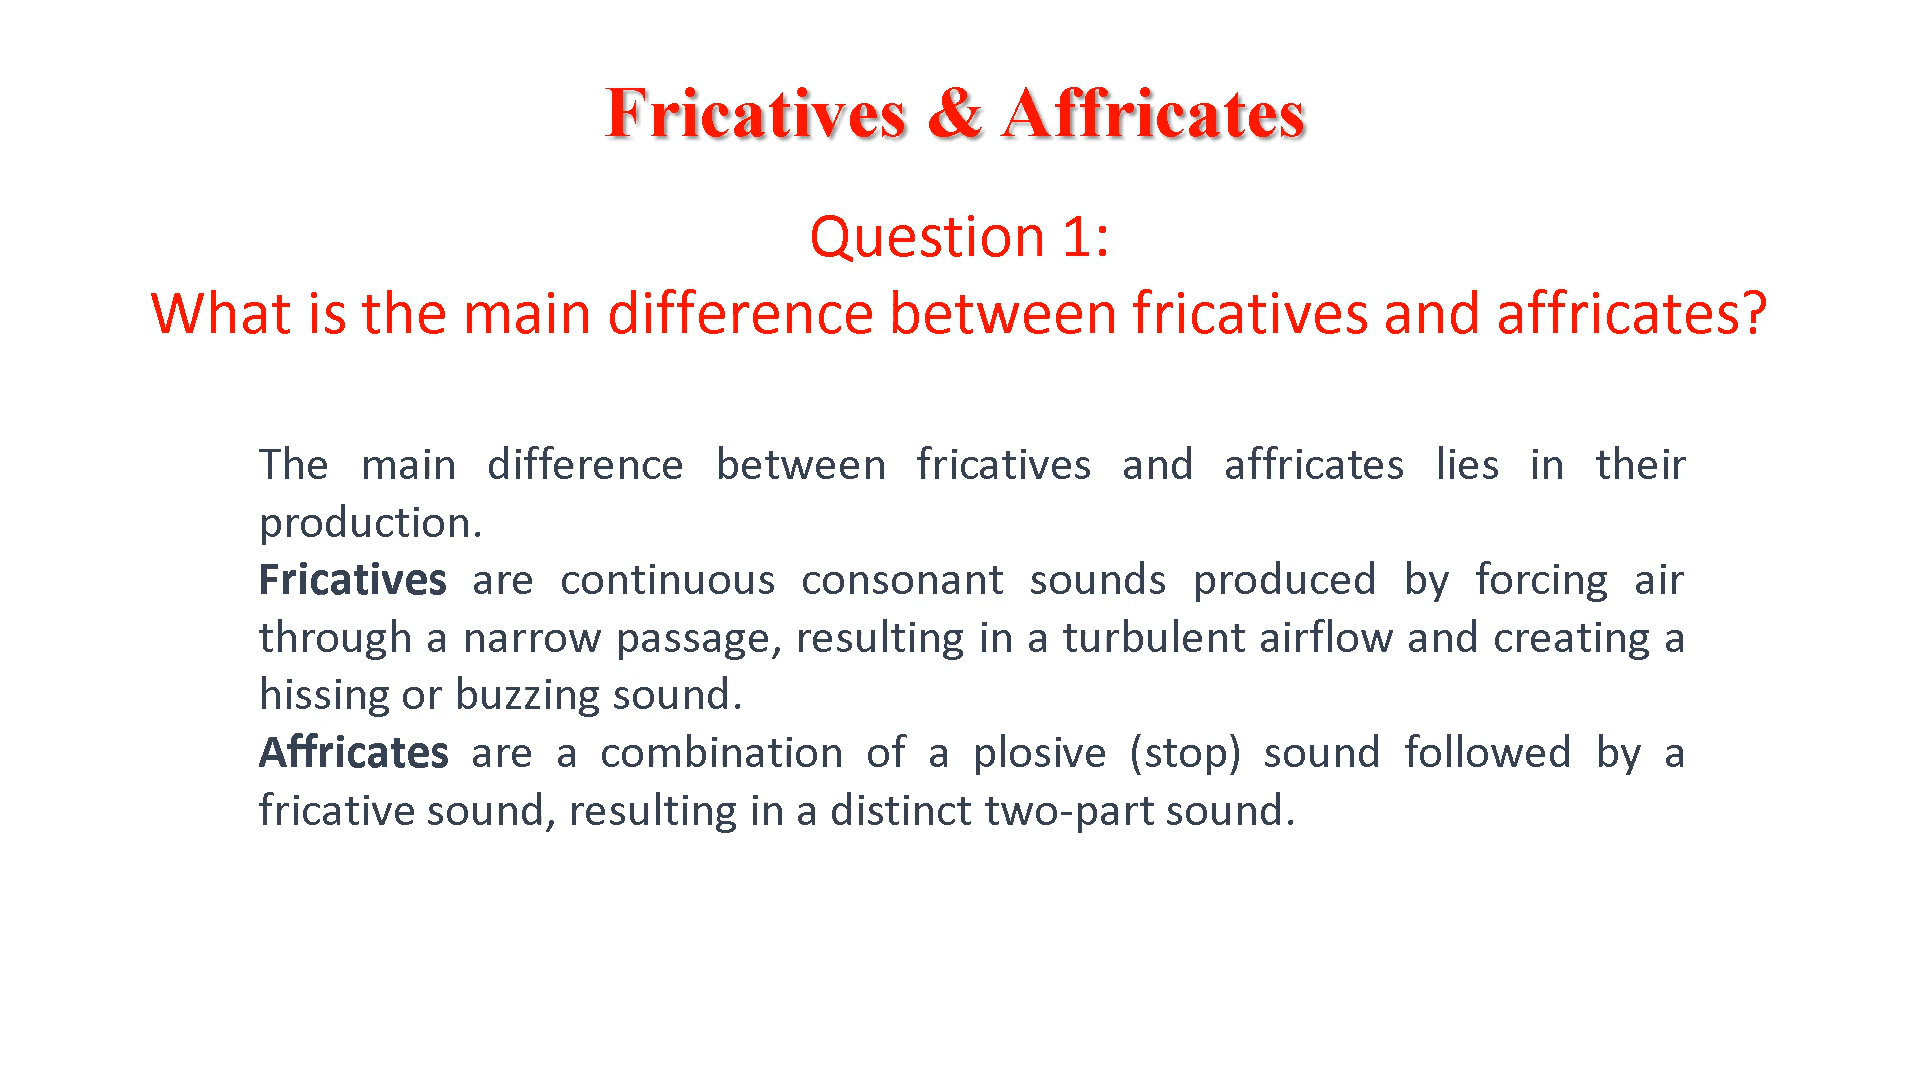 Fricatives & Affricates
Question 1:
What is the main difference between fricatives and affricates?
The main difference between fricatives and affricates lies in their
production.
Fricatives are continuous consonant sounds produced by forcing air
through a narrow passage, resulting in a turbulent airflow and creating a
hissing or buzzing sound.
Affricates are a combination of a plosive (stop) sound followed by a
fricative sound, resulting in a distinct two-part sound.